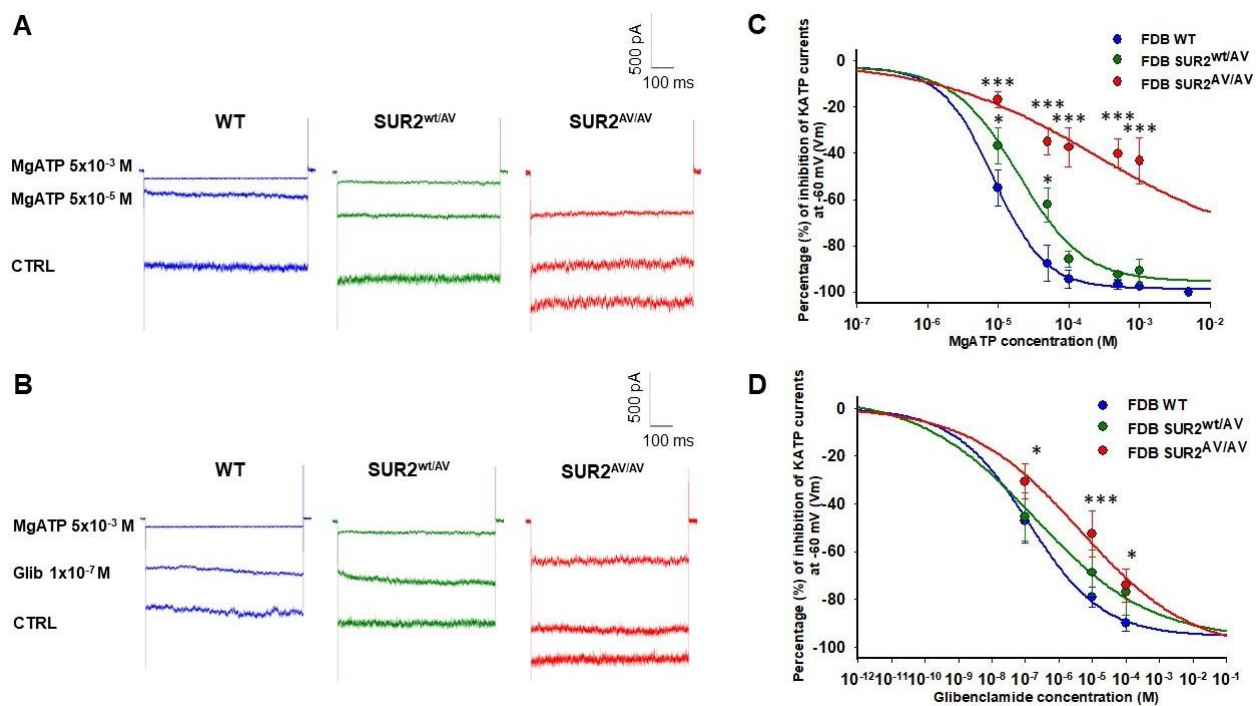 A
500 pA
100 ms
WT
SUR2wt/AV
SUR2AV/AV
MgATP 5x10-3 M
MgATP 5x10-5 M
CTRL
B
500 pA
100 ms
WT
SUR2wt/AV
SUR2AV/AV
MgATP 5x10-3 M
Glib 1x10-7 M
CTRL
C
Percentage (%) of inhibition of KATP currents
at -60 mV (Vm)
FDB WT
FDB SUR2wt/AV
FDB SUR2AV/AV
0
-20
-40
-60
-80
-100
***
*
***
*
***
***
***
10-7
10-6
10-5
10-4
10-3
10-2
MgATP concentration (M)
D
Percentage (%) of inhibition of KATP currents
at -60 mV (Vm)
FDB WT
FDB SUR2wt/AV
FDB SUR2AV/AV
0
-20
-40
-60
-80
-100
*
***
*
10-12 10-11 10-10 10-9 10-8 10-7 10-6 10-5 10-4 10-3 10-2 10-1
Glibenclamide concentration (M)